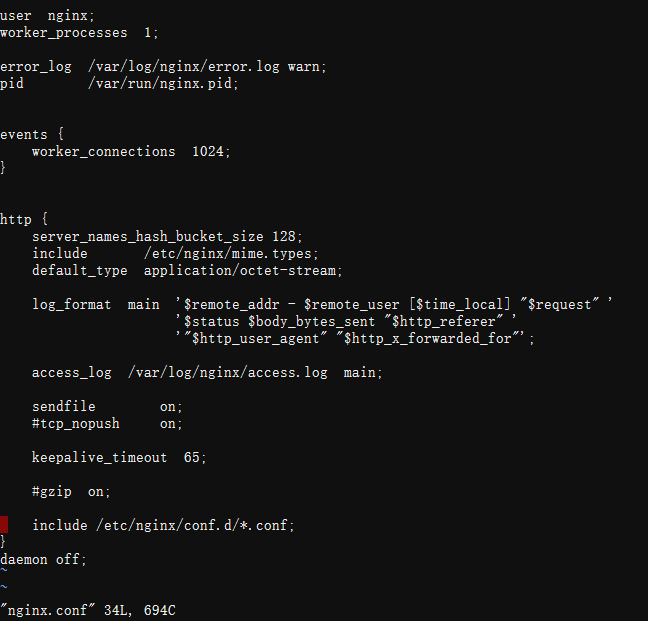 user  nginx;
worker_processes  1;
error_log  /var/log/nginx/error.log warn;
pid        /var/run/nginx.pid;
events {
    worker_connections  1024;
}
http {
    server_names_hash_bucket_size 128;
    include       /etc/nginx/mime.types;
    default_type  application/octet-stream;
    log_format  main  '$remote_addr - $remote_user [$time_local] "$request" '
                      '$status $body_bytes_sent "$http_referer" '
                      '"$http_user_agent" "$http_x_forwarded_for"';
    access_log  /var/log/nginx/access.log  main;
    sendfile        on;
    #tcp_nopush     on;
    keepalive_timeout  65;
    #gzip  on;
    include /etc/nginx/conf.d/*.conf;
}
daemon off;
~
~
"nginx.conf" 34L, 694C